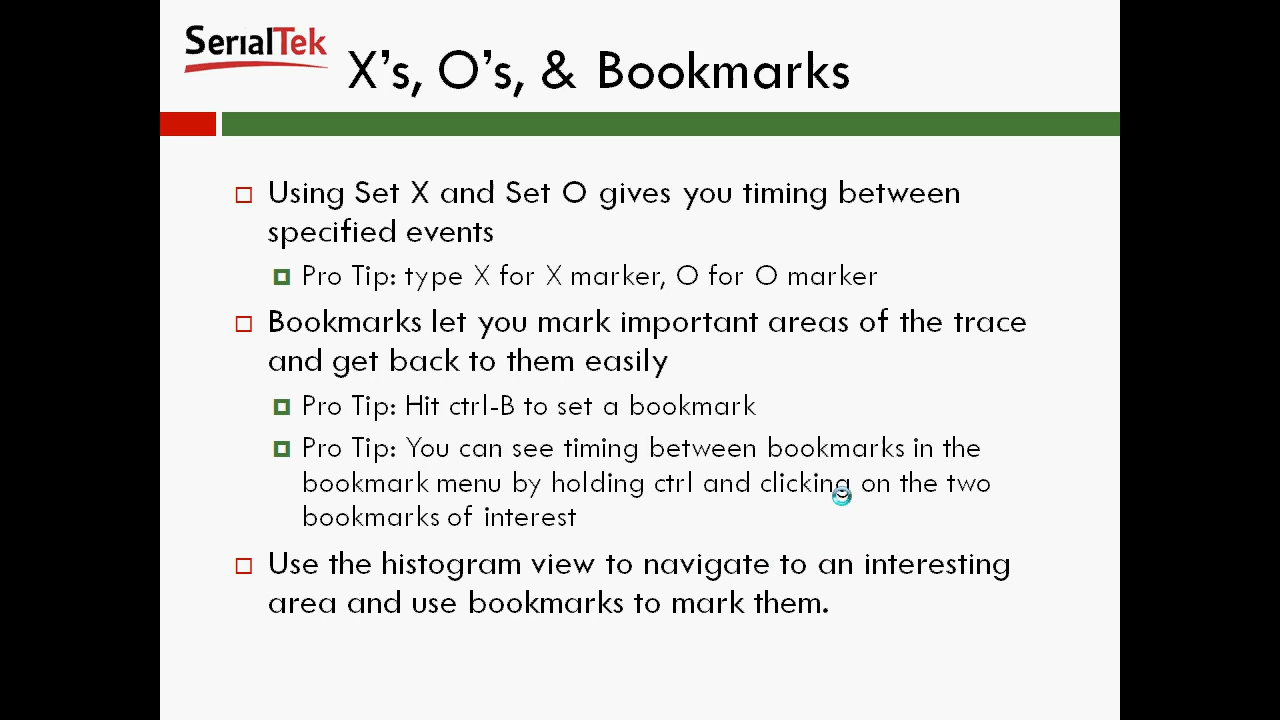 SerialTek
X's, O's, & Bookmarks
Using Set X and Set O gives you timing between
specified events
Pro Tip: type X for X marker, O for O marker
Bookmarks let you mark important areas of the trace
and get back to them easily
Pro Tip: Hit ctrl-B to set a bookmark
Pro Tip: You can see timing between bookmarks in the
bookmark menu by holding ctrl and clicking on the two
bookmarks of interest
Use the histogram view to navigate to an interesting
area and use bookmarks to mark them.